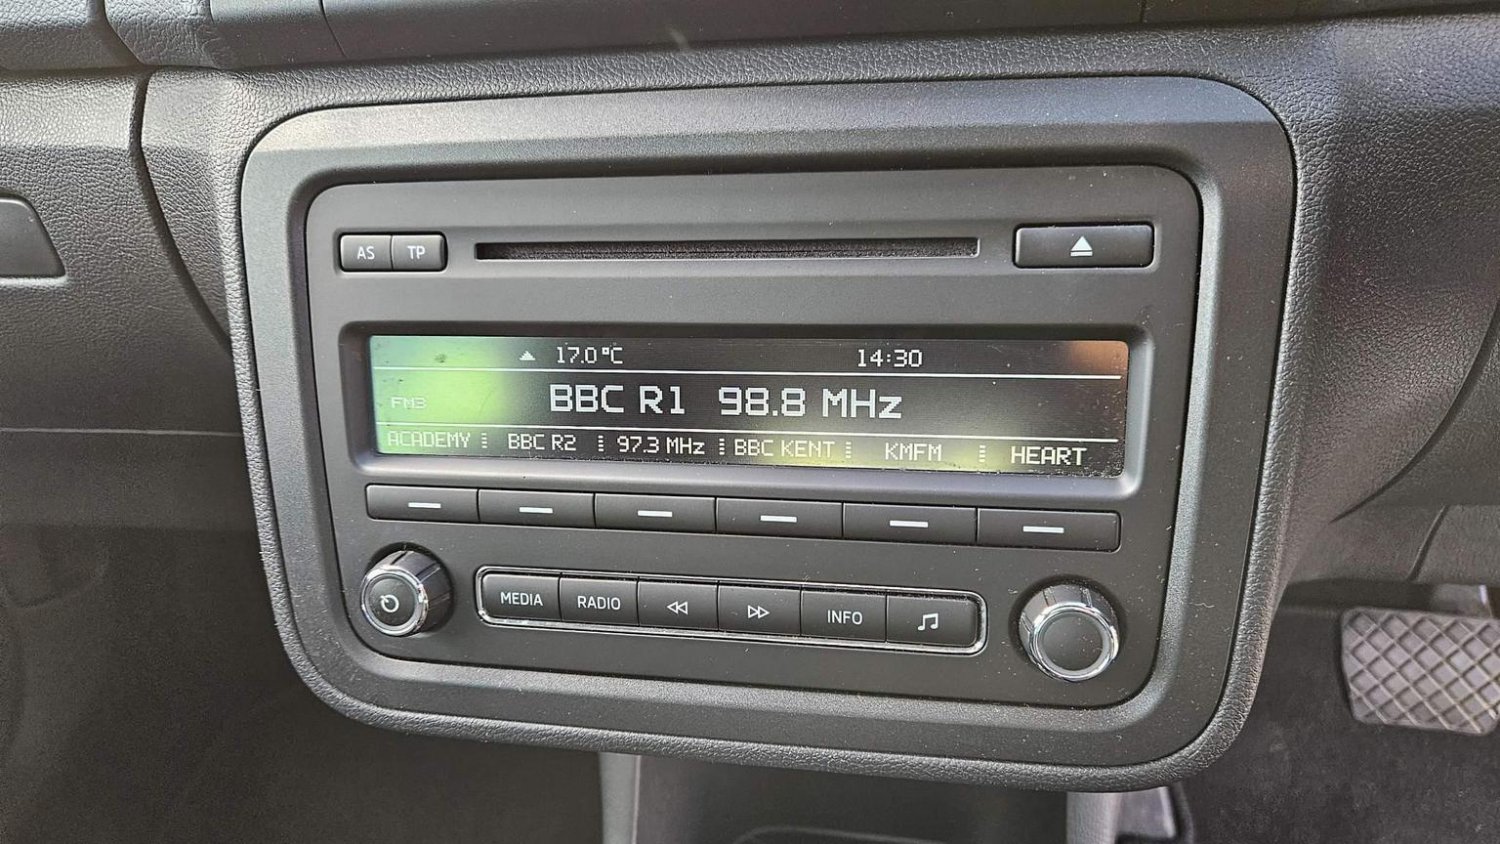 AS TP
17.0°C 14:30
FM3 BBC R1 98.8 MHz
ACADEMY BBC R2 97.3 MHz BBC KENT KMFM HEART
MEDIA RADIO INFO